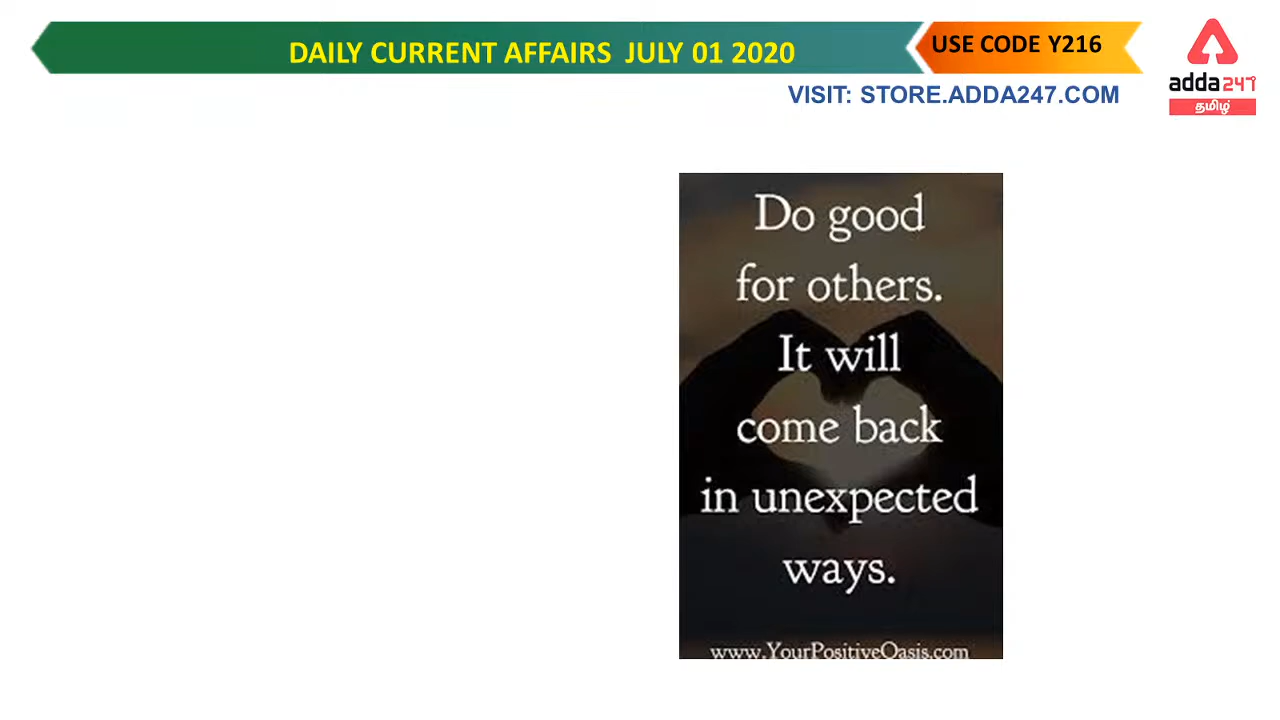 DAILY CURRENT AFFAIRS JULY 01 2020
USE CODE Y216
VISIT: STORE.ADDA247.COM
adda247
தமிழ்
Do good
for others.
It will
come back
in unexpected
ways.
www.YourPositiveOasis.com